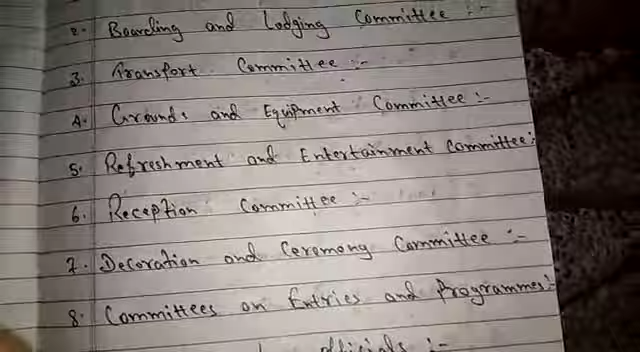 2. Boarding and Lodging Committee :-
3. Transport Committee :-
4. Grounds and Equipment Committee :-
5. Refreshment and Entertainment Committee :
6. Reception Committee :-
7. Decoration and Ceremony Committee :-
8. Committees on Entries and Programmes :-
officials :-